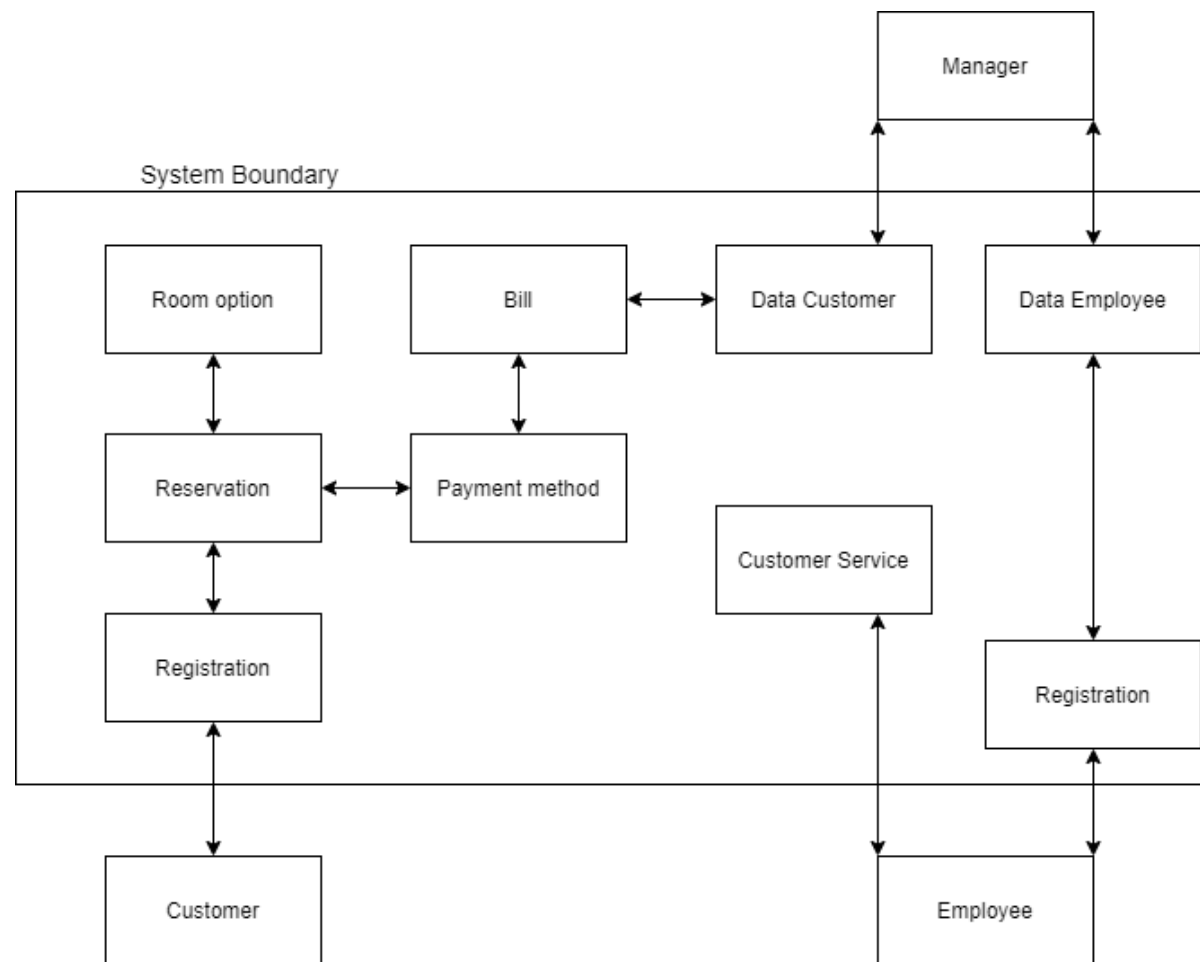 Manager
System Boundary
Room option
Bill
Data Customer
Data Employee
Reservation
Payment method
Customer Service
Registration
Registration
Customer
Employee